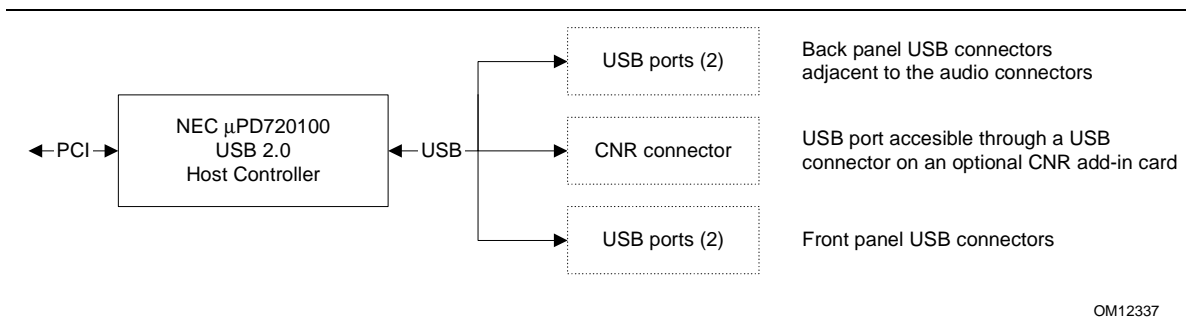 USB ports (2)
Back panel USB connectors
adjacent to the audio connectors
PCI
NEC µPD720100
USB 2.0
Host Controller
USB
CNR connector
USB port accesible through a USB
connector on an optional CNR add-in card
USB ports (2)
Front panel USB connectors
OM12337